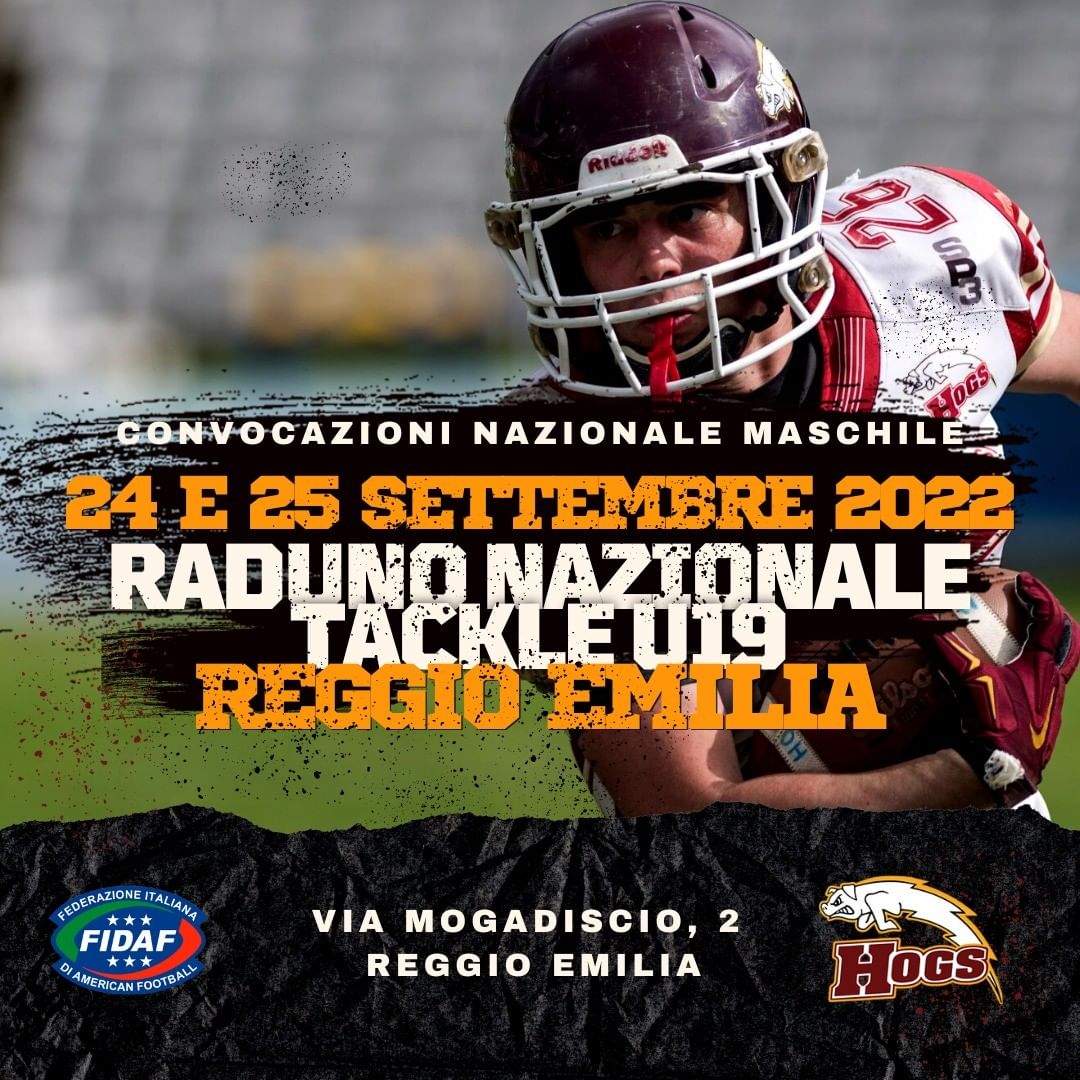 Riddell
92
SP3
HOGS
CONVOCAZIONI NAZIONALE MASCHILE
24 E 25 SETTEMBRE 2022
RADUNO NAZIONALE
TACKLE U19
REGGIO EMILIA
FEDERAZIONE ITALIANA
FIDAF
DI AMERICAN FOOTBALL
VIA MOGADISCIO, 2
REGGIO EMILIA
HOGS